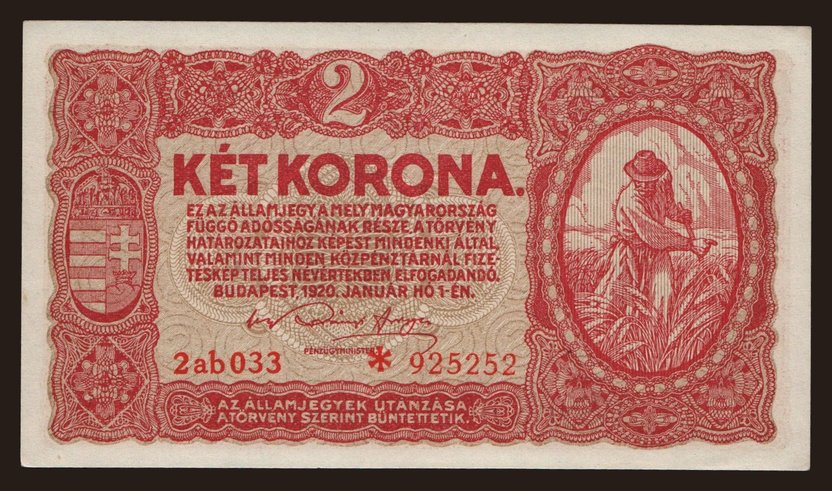 2
KÉT KORONA.
EZ AZ ÁLLAMJEGY A MELY MAGYARORSZÁG
FÜGGŐ ADÓSSÁGÁNAK RÉSZE, A TÖRVÉNY
HATÁROZATAIHOZ KÉPEST MINDENKI ÁLTAL,
VALAMINT MINDEN KÖZPÉNZTÁRNÁL FIZE-
TÉSKÉP TELJES NÉVÉRTÉKBEN ELFOGADANDÓ.
BUDAPEST, 1920. JANUÁR HÓ 1-ÉN.
PÉNZÜGYMINISTER
2ab033 * 925252
AZ ÁLLAMJEGYEK UTÁNZÁSA
A TÖRVÉNY SZERINT BÜNTETTETIK.